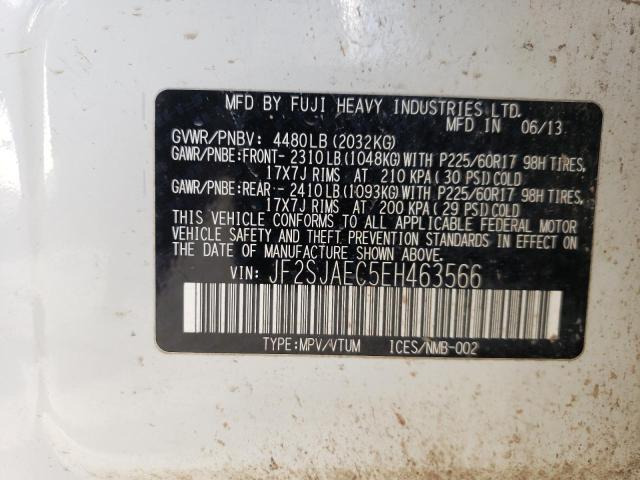 MFD BY FUJI HEAVY INDUSTRIES LTD.
MFD IN 06/13
GVWR/PNBV: 4480LB (2032KG)
GAWR/PNBE:FRONT- 2310LB(1048KG)WITH P225/60R17 98H TIRES,
17X7J RIMS AT 210 KPA(30 PSI)COLD
GAWR/PNBE:REAR - 2410LB(1093KG)WITH P225/60R17 98H TIRES,
17X7J RIMS AT 200 KPA(29 PSI)COLD
THIS VEHICLE CONFORMS TO ALL APPLICABLE FEDERAL MOTOR
VEHICLE SAFETY AND THEFT PREVENTION STANDARDS IN EFFECT ON
THE DATE OF MANUFACTURE SHOWN ABOVE.
VIN: JF2SJAEC5EH463566
TYPE:MPV/VTUM ICES/NMB-002